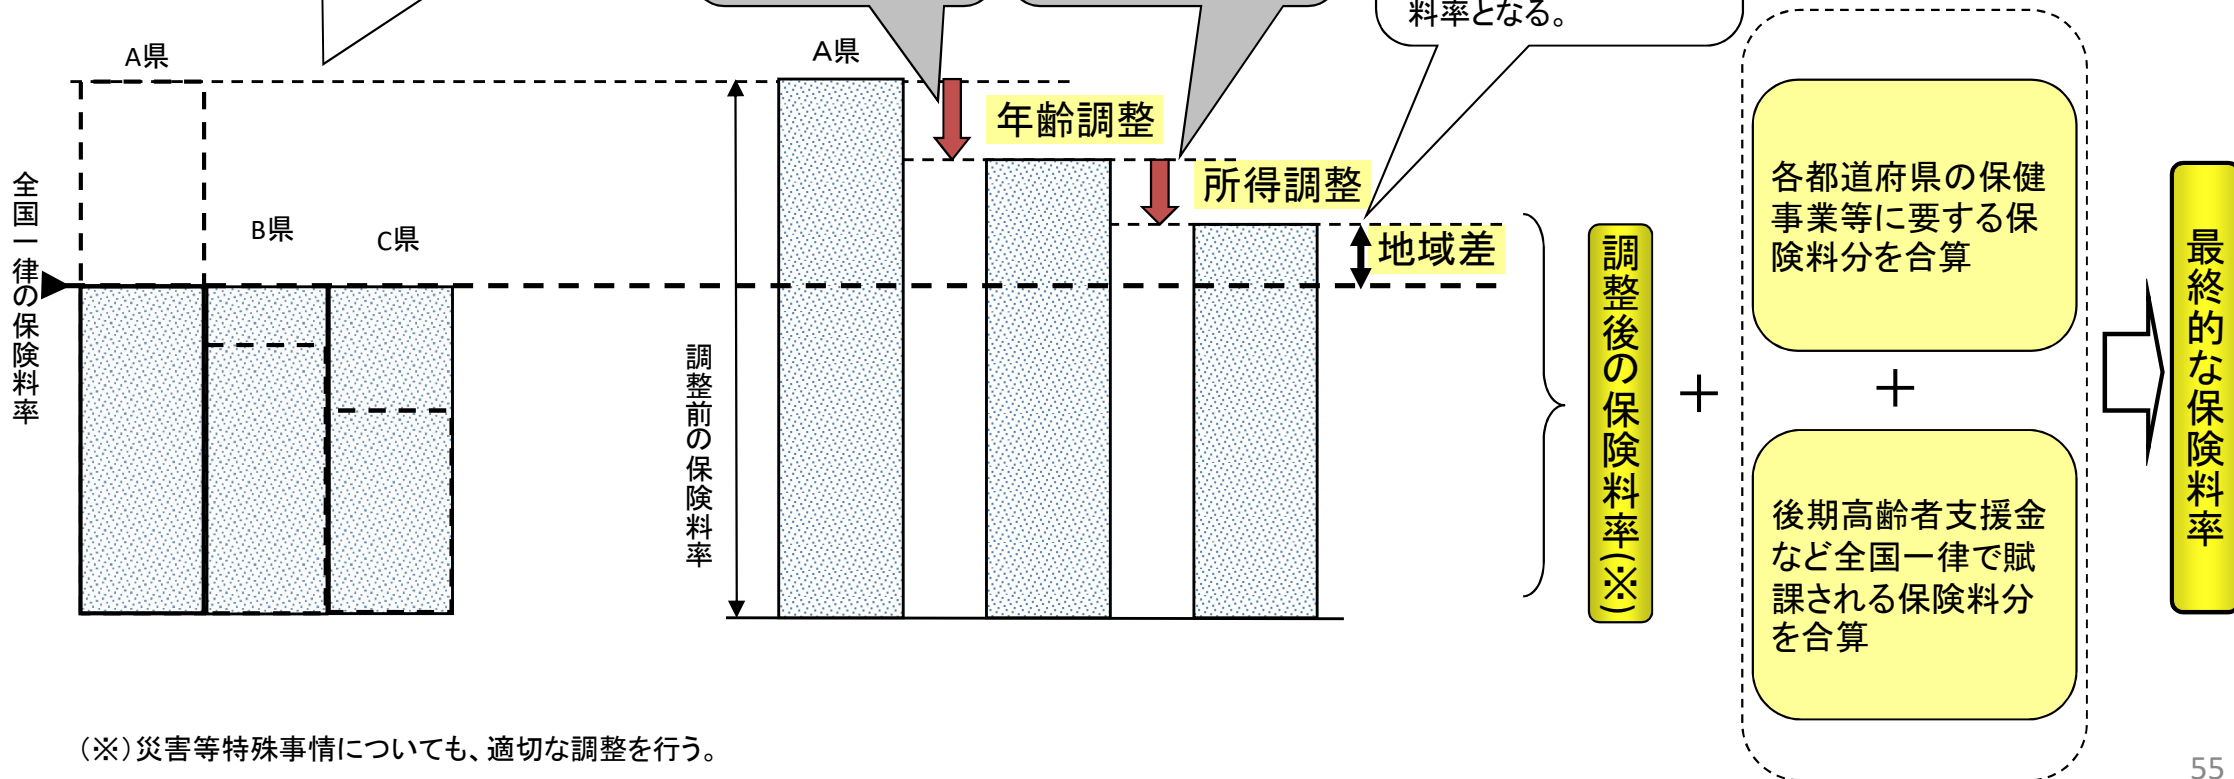 料率となる。
A県
全国一律の保険料率
B県
C県
A県
年齢調整
所得調整
地域差
調整前の保険料率
調整後の保険料率(※)
＋
各都道府県の保健
事業等に要する保
険料分を合算
＋
後期高齢者支援金
など全国一律で賦
課される保険料分
を合算
最終的な保険料率
(※)災害等特殊事情についても、適切な調整を行う。
55